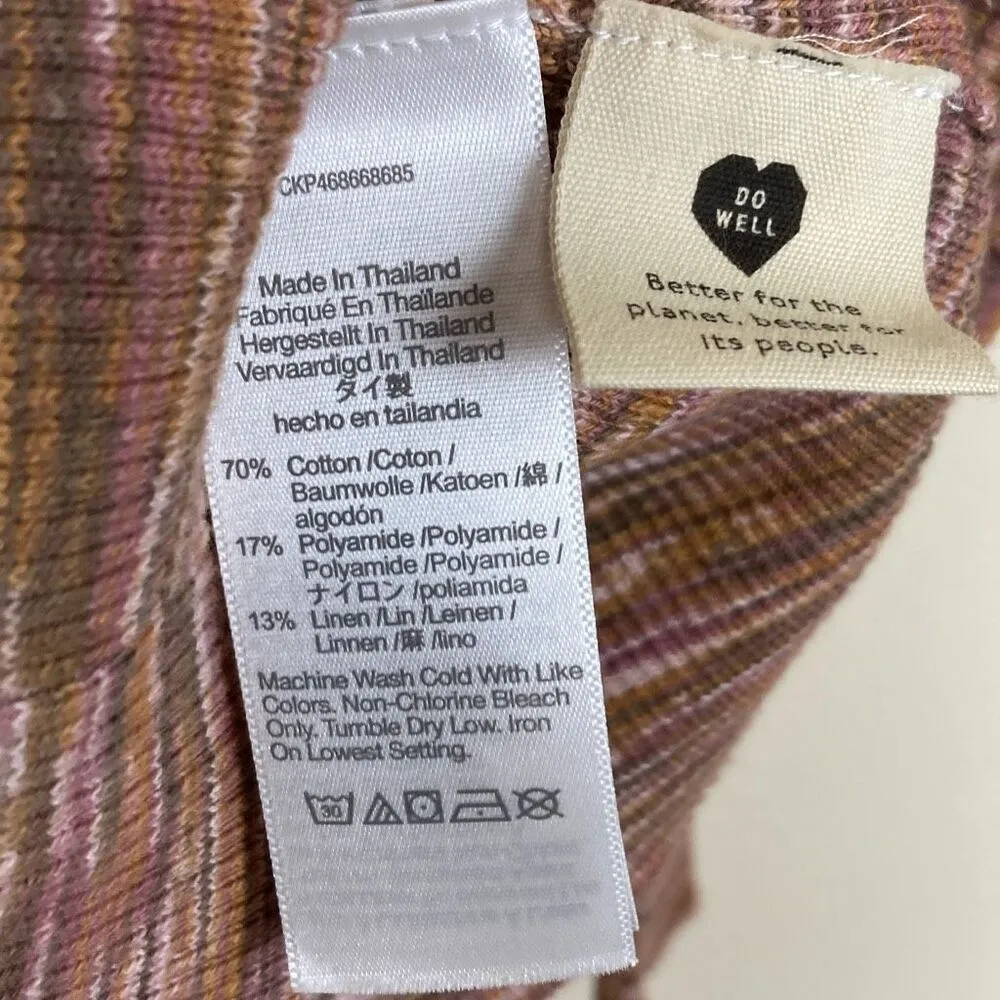 CKP468668685
Made In Thailand
Fabriqué En Thaïlande
Hergestellt In Thailand
Vervaardigd In Thailand
タイ製
hecho en tailandia
70% Cotton /Coton /
Baumwolle /Katoen /綿 /
algodón
17% Polyamide /Polyamide /
Polyamide /Polyamide /
ナイロン /poliamida
13% Linen /Lin /Leinen /
Linnen /麻 /lino
Machine Wash Cold With Like
Colors. Non-Chlorine Bleach
Only. Tumble Dry Low. Iron
On Lowest Setting.
30
DO
WELL
Better for the
planet, better for
its people.